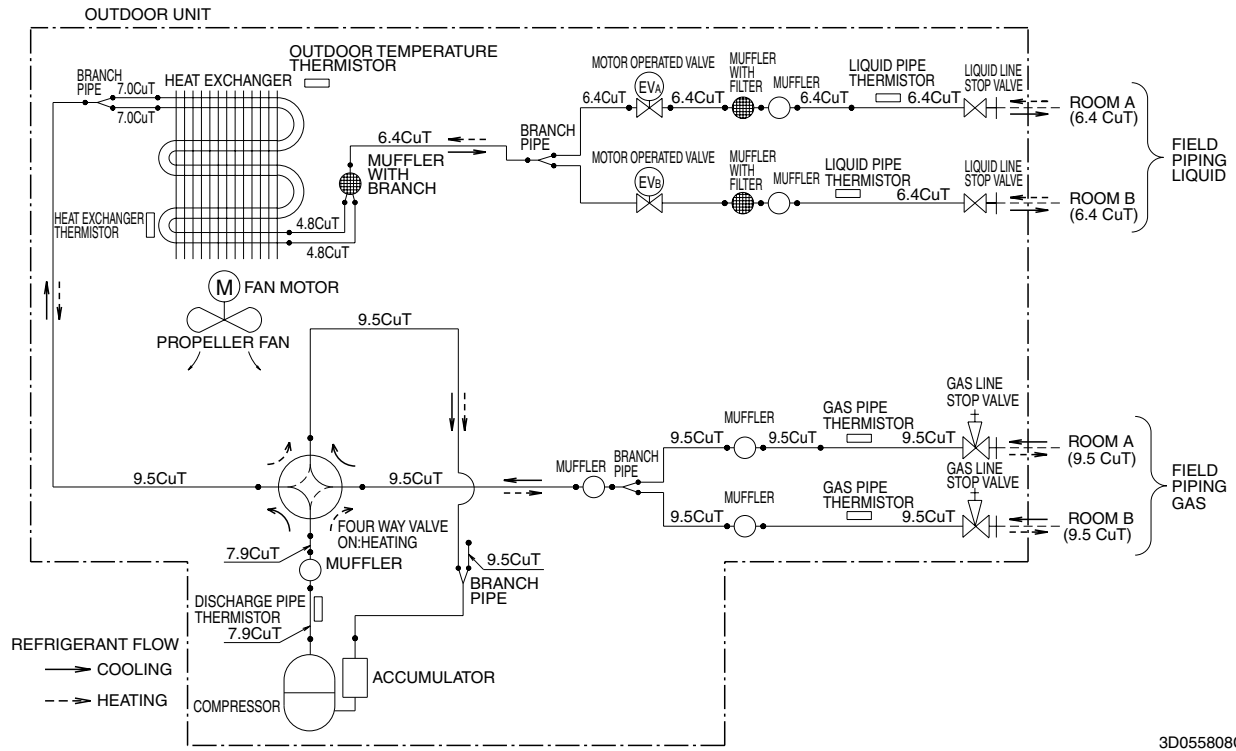 OUTDOOR UNIT
OUTDOOR TEMPERATURE
THERMISTOR
BRANCH
PIPE
7.0CuT
7.0CuT
HEAT EXCHANGER
HEAT EXCHANGER
THERMISTOR
4.8CuT
4.8CuT
6.4CuT
MUFFLER
WITH
BRANCH
BRANCH
PIPE
MOTOR OPERATED VALVE
EVA
6.4CuT
6.4CuT
MUFFLER
WITH
FILTER
MUFFLER
6.4CuT
LIQUID PIPE
THERMISTOR
6.4CuT
LIQUID LINE
STOP VALVE
ROOM A
(6.4 CuT)
MOTOR OPERATED VALVE
EVB
MUFFLER
WITH
FILTER
MUFFLER
LIQUID PIPE
THERMISTOR
6.4CuT
LIQUID LINE
STOP VALVE
ROOM B
(6.4 CuT)
FIELD
PIPING
LIQUID
M
FAN MOTOR
PROPELLER FAN
9.5CuT
9.5CuT
9.5CuT
FOUR WAY VALVE
ON:HEATING
MUFFLER
BRANCH
PIPE
9.5CuT
MUFFLER
9.5CuT
GAS PIPE
THERMISTOR
9.5CuT
GAS LINE
STOP VALVE
ROOM A
(9.5 CuT)
9.5CuT
MUFFLER
GAS PIPE
THERMISTOR
9.5CuT
GAS LINE
STOP VALVE
ROOM B
(9.5 CuT)
FIELD
PIPING
GAS
7.9CuT
MUFFLER
9.5CuT
BRANCH
PIPE
DISCHARGE PIPE
THERMISTOR
7.9CuT
ACCUMULATOR
COMPRESSOR
REFRIGERANT FLOW
COOLING
HEATING
3D055808C